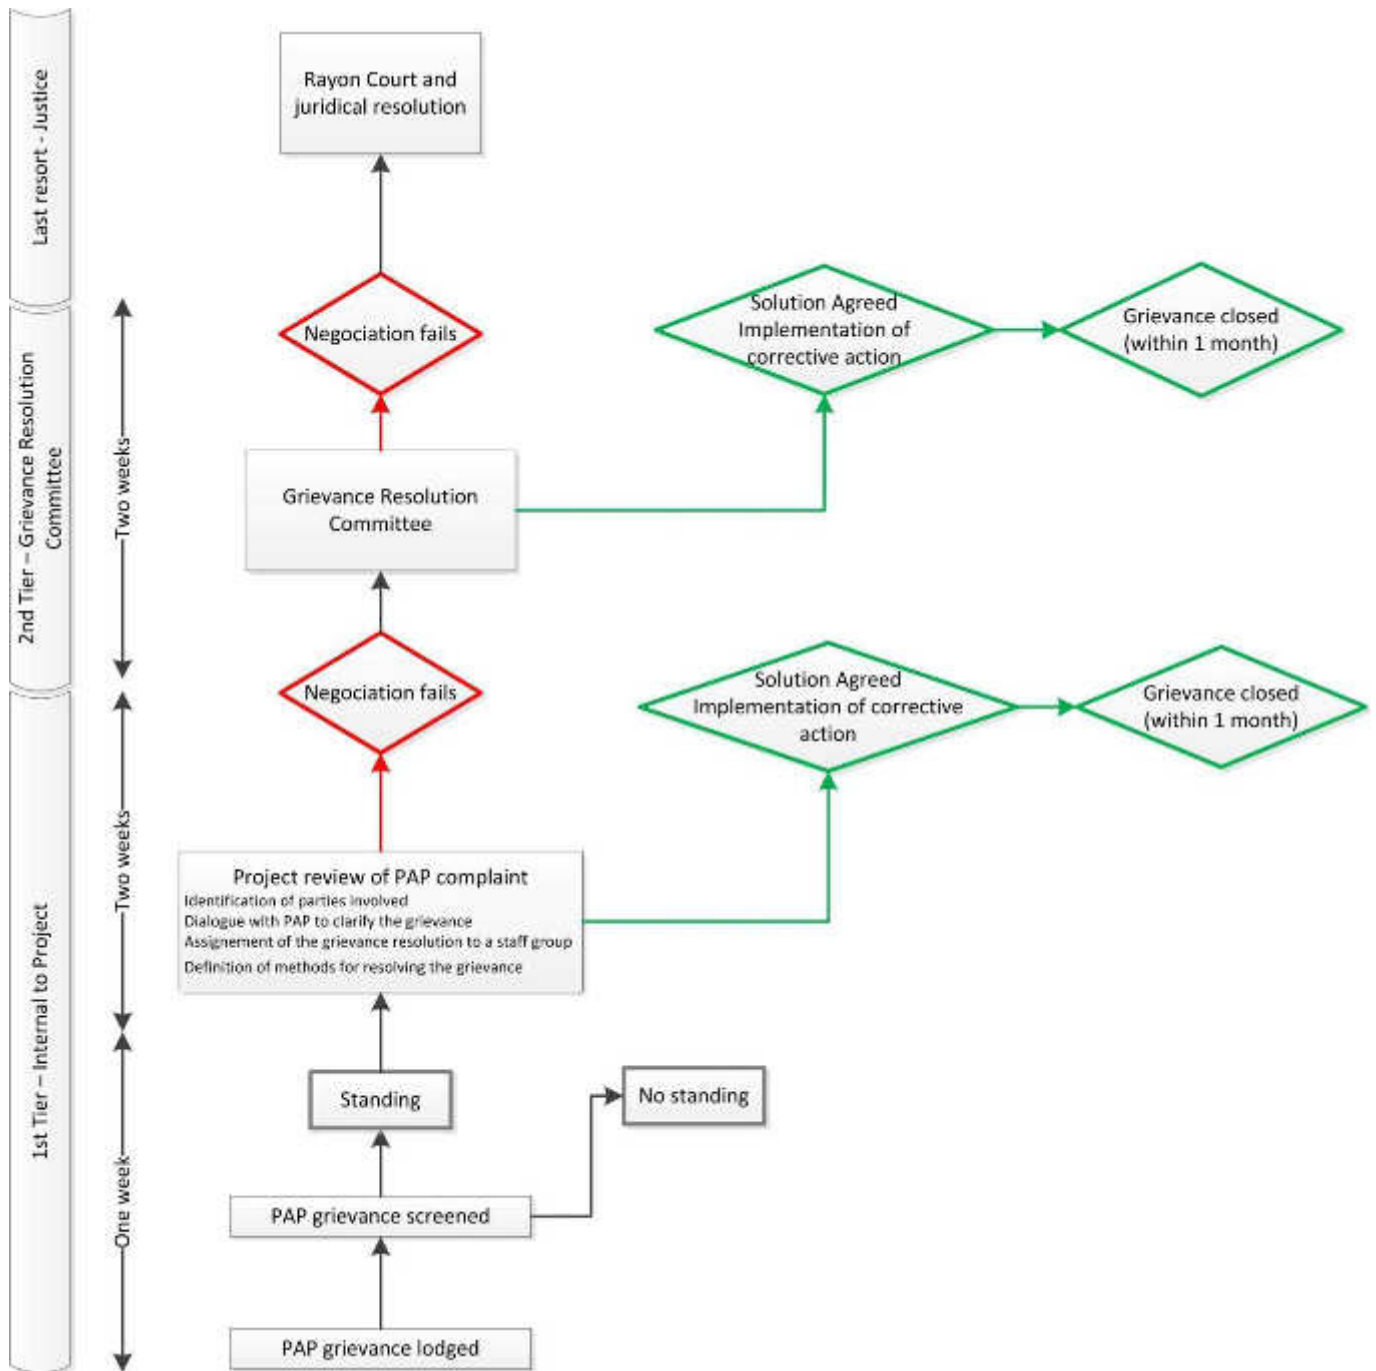 Last resort - Justice
2nd Tier – Grievance Resolution
Committee
1st Tier – Internal to Project
Two weeks
Two weeks
One week
Rayon Court and
juridical resolution
Negociation fails
Solution Agreed
Implementation of
corrective action
Grievance closed
(within 1 month)
Grievance Resolution
Committee
Negociation fails
Solution Agreed
Implementation of corrective
action
Grievance closed
(within 1 month)
Project review of PAP complaint
Identification of parties involved
Dialogue with PAP to clarify the grievance
Assignement of the grievance resolution to a staff group
Definition of methods for resolving the grievance
Standing
No standing
PAP grievance screened
PAP grievance lodged